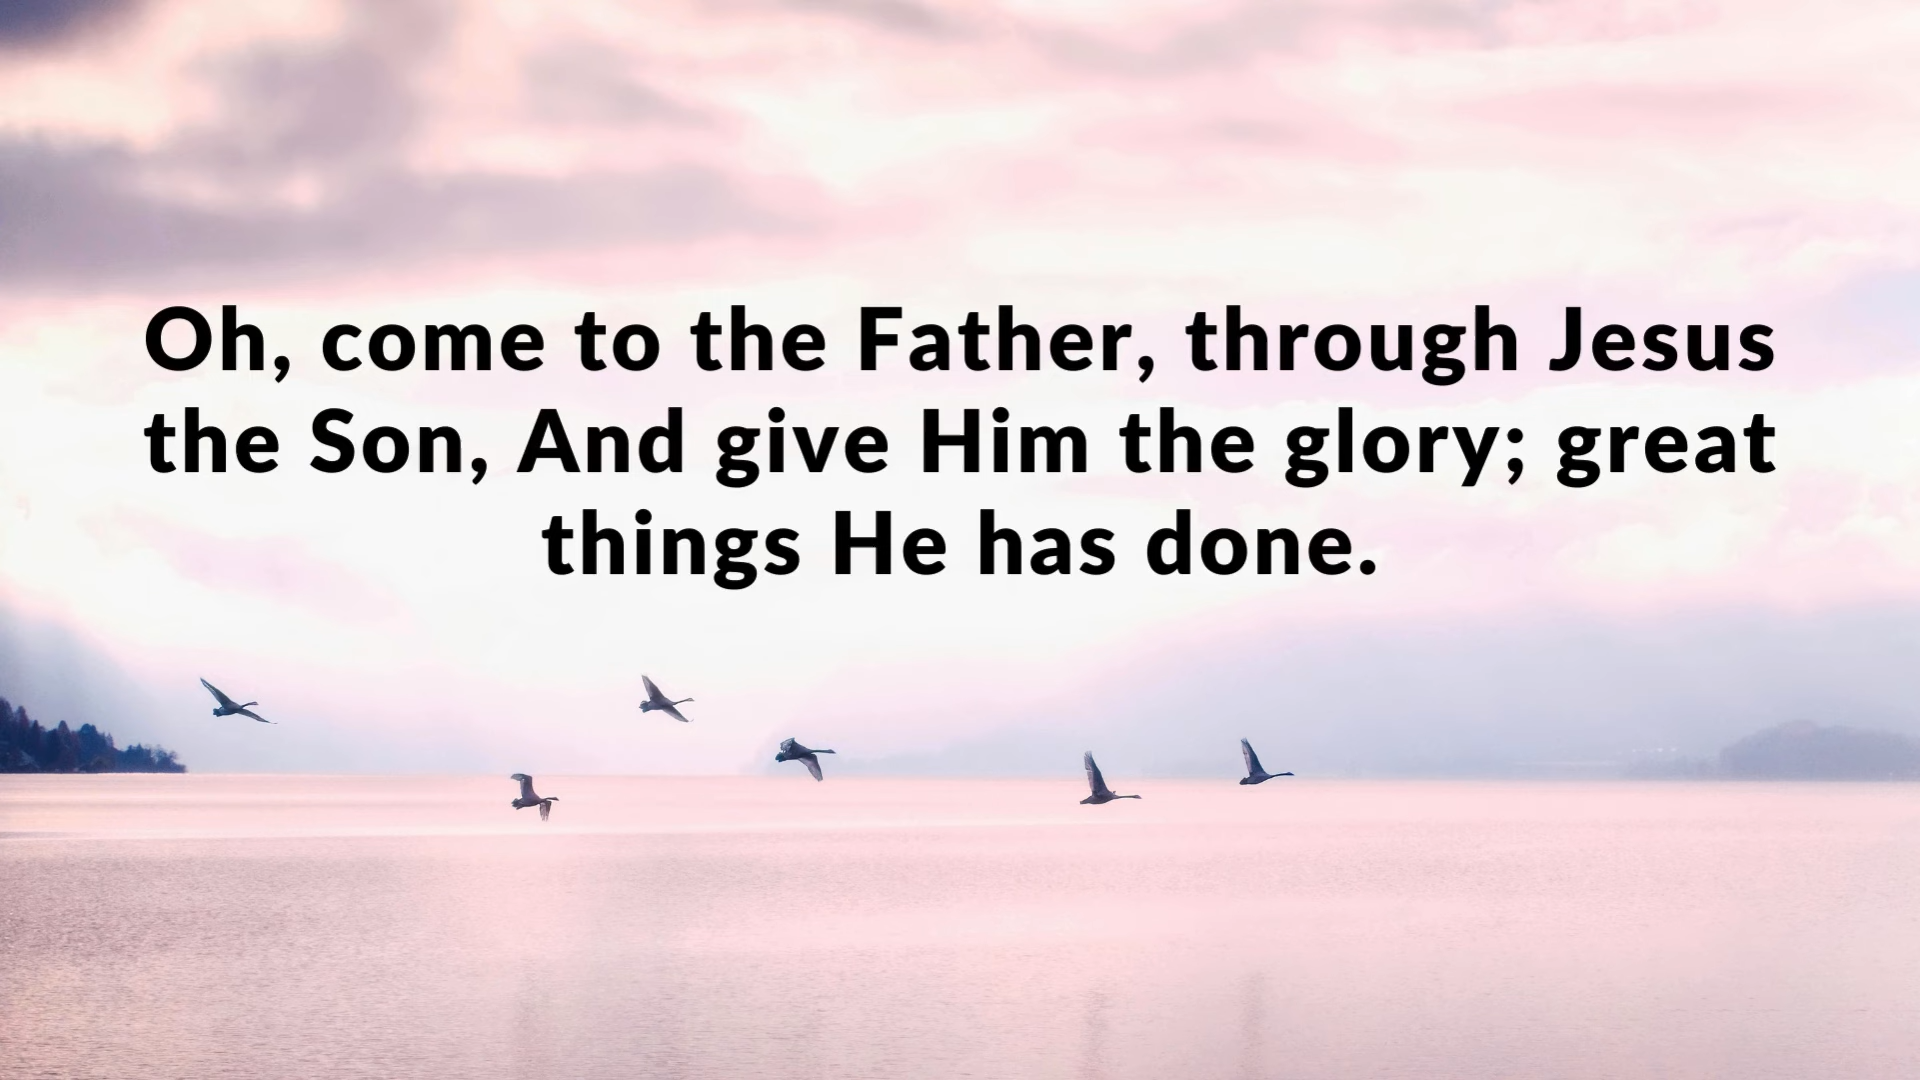 Oh, come to the Father, through Jesus
the Son, And give Him the glory; great
things He has done.